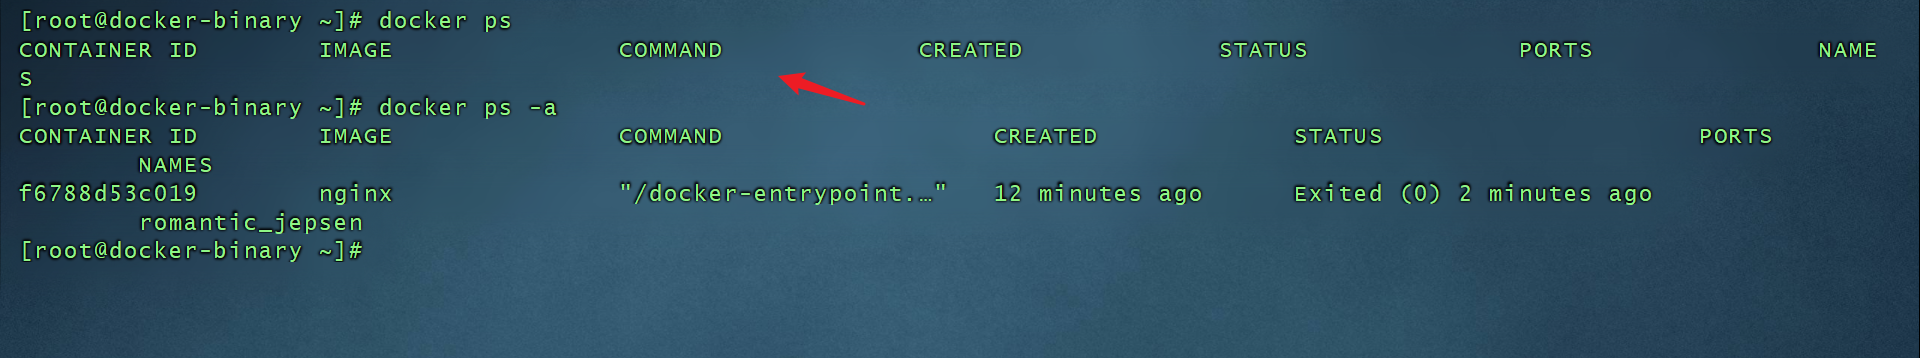 [root@docker-binary ~]# docker ps
CONTAINER ID        IMAGE               COMMAND             CREATED             STATUS              PORTS               NAME
S
[root@docker-binary ~]# docker ps -a
CONTAINER ID        IMAGE               COMMAND                  CREATED             STATUS                     PORTS
        NAMES
f6788d53c019        nginx               "/docker-entrypoint.…"   12 minutes ago      Exited (0) 2 minutes ago
        romantic_jepsen
[root@docker-binary ~]#